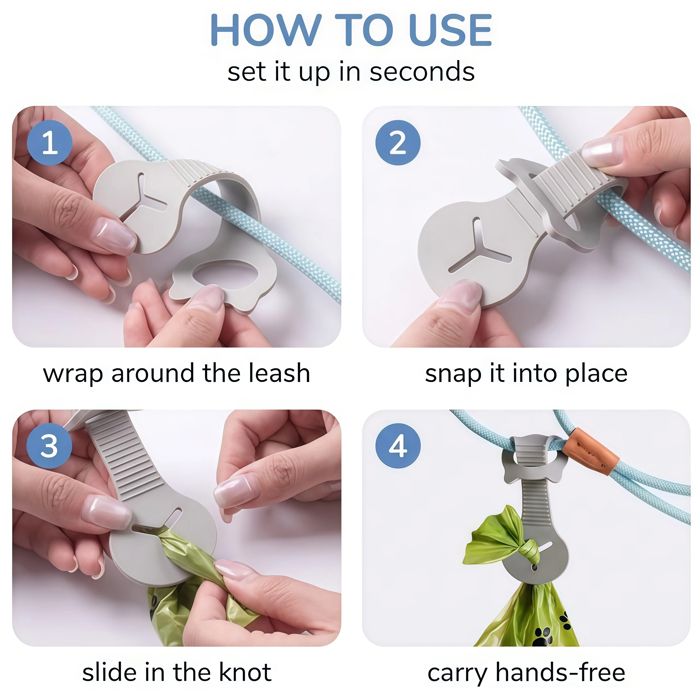 HOW TO USE
set it up in seconds
1
2
wrap around the leash
snap it into place
3
4
slide in the knot
carry hands-free